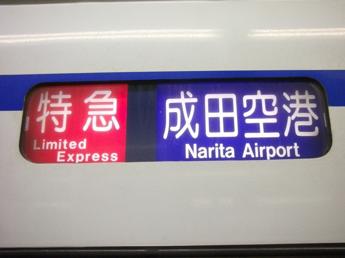 特急
Limited
Express
成田空港
Narita Airport